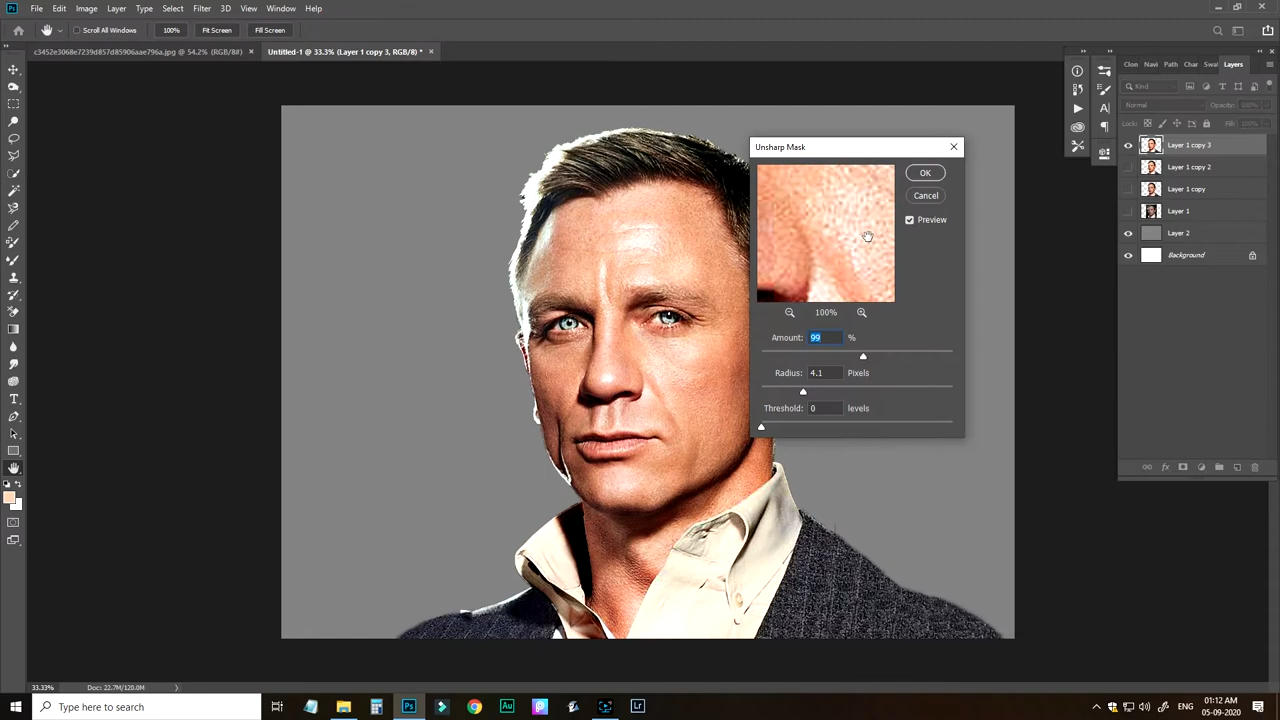 Ps File Edit Image Layer Type Select Filter 3D View Window Help
Scroll All Windows 100% Fit Screen Fill Screen
c3452e3068e7239d857d85906aae796a.jpg @ 54.2% (RGB/8#) Untitled-1 @ 33.3% (Layer 1 copy 3, RGB/8) *
Clon Navi Path Char Swat Layers
Kind
Normal Opacity: 100%
Lock: Fill: 100%
Layer 1 copy 3
Layer 1 copy 2
Layer 1 copy
Layer 1
Layer 2
Background
Unsharp Mask
OK
Cancel
Preview
100%
Amount: 99 %
Radius: 4.1 Pixels
Threshold: 0 levels
33.33% Doc: 22.7M/120.0M
Type here to search
Ps Au Lr
ENG
01:12 AM
05-09-2020